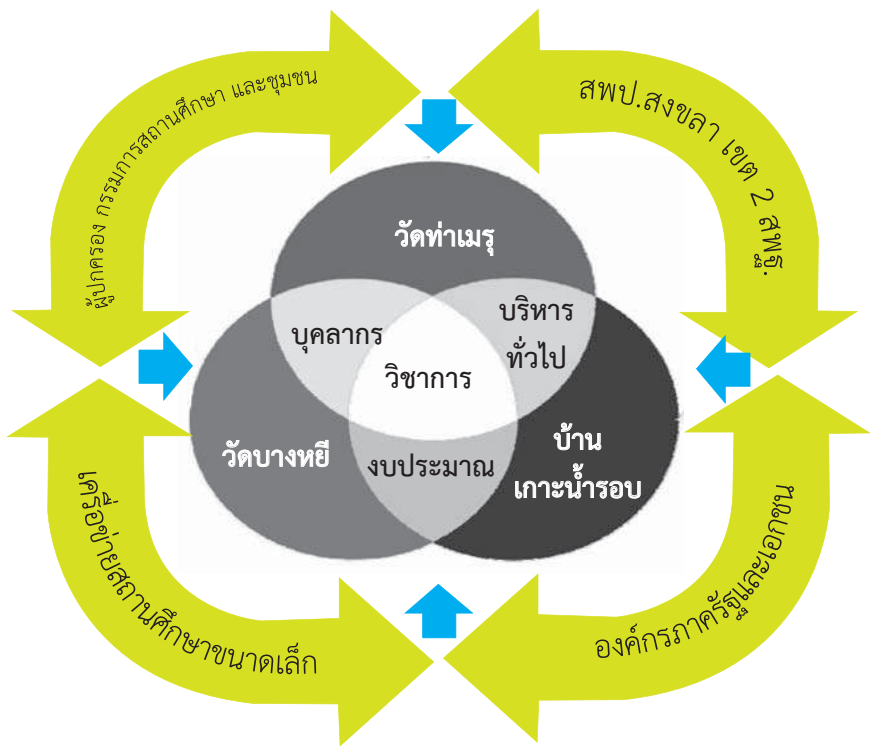 ผู้ปกครอง กรรมการสถานศึกษา และชุมชน
สพป.สงขลา เขต 2 สพฐ.
วัดท่าเมรุ
บุคลากร
บริหาร
ทั่วไป
วิชาการ
วัดบางหยี
งบประมาณ
บ้าน
เกาะน้ำรอบ
เครือข่ายสถานศึกษาขนาดเล็ก
องค์กรภาครัฐและเอกชน